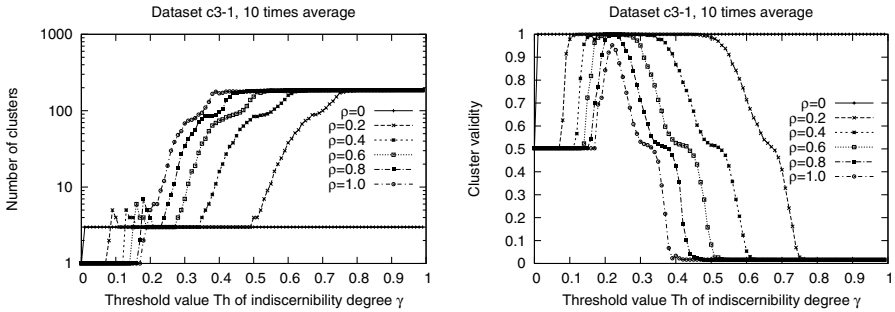 Dataset c3-1, 10 times average
Number of clusters
1000
100
10
1
0 0.1 0.2 0.3 0.4 0.5 0.6 0.7 0.8 0.9 1
Threshold value Th of indiscernibility degree γ
ρ=0
ρ=0.2
ρ=0.4
ρ=0.6
ρ=0.8
ρ=1.0
Dataset c3-1, 10 times average
Cluster validity
1
0.9
0.8
0.7
0.6
0.5
0.4
0.3
0.2
0.1
0
0 0.1 0.2 0.3 0.4 0.5 0.6 0.7 0.8 0.9 1
Threshold value Th of indiscernibility degree γ
ρ=0
ρ=0.2
ρ=0.4
ρ=0.6
ρ=0.8
ρ=1.0